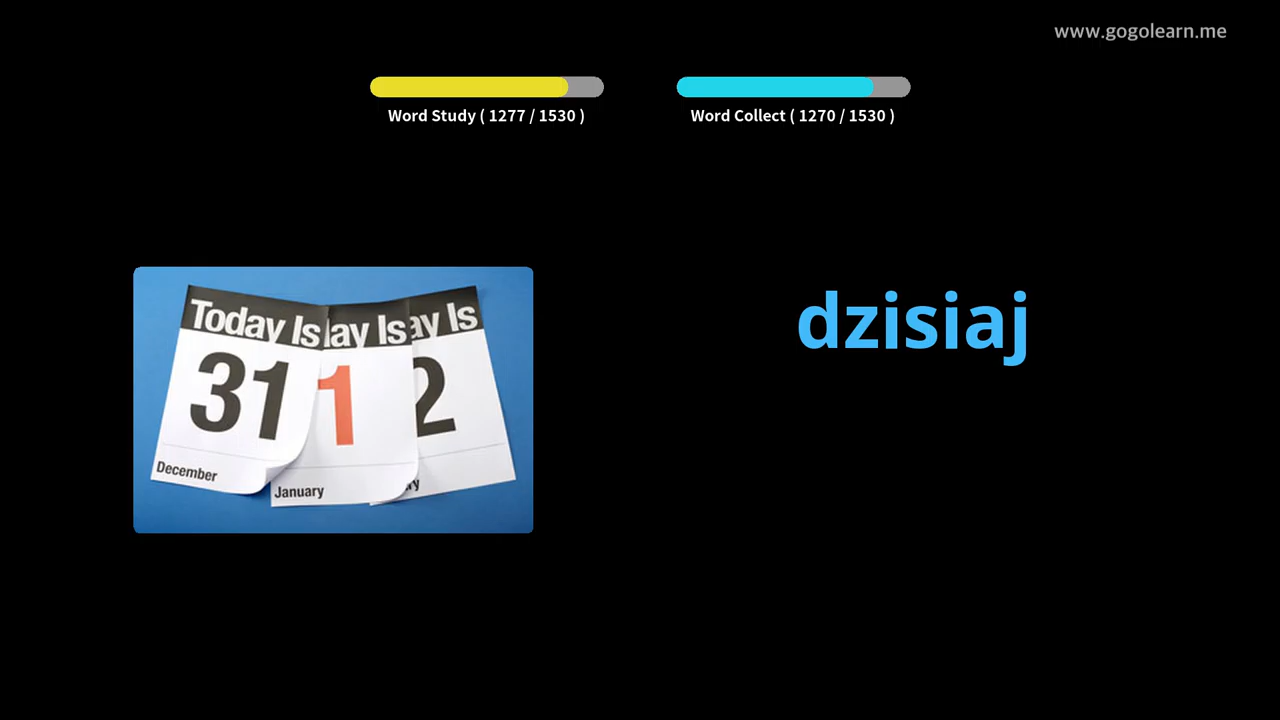 www.gogolearn.me
Word Study ( 1277 / 1530 )
Word Collect ( 1270 / 1530 )
dzisiaj
Today Is
ay Is
ay Is
31
1
2
December
January
ry